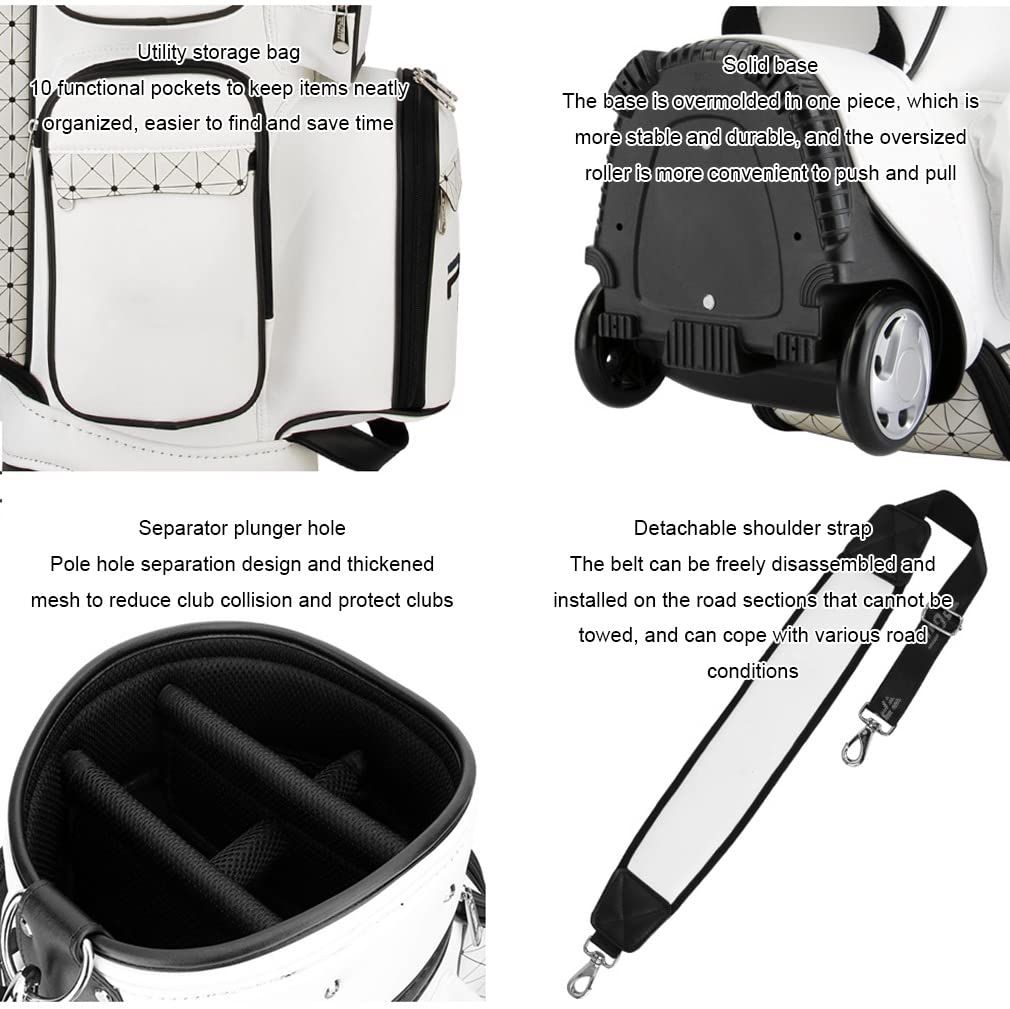 Utility storage bag
10 functional pockets to keep items neatly
organized, easier to find and save time
Solid base
The base is overmolded in one piece, which is
more stable and durable, and the oversized
roller is more convenient to push and pull
Separator plunger hole
Pole hole separation design and thickened
mesh to reduce club collision and protect clubs
Detachable shoulder strap
The belt can be freely disassembled and
installed on the road sections that cannot be
towed, and can cope with various road
conditions